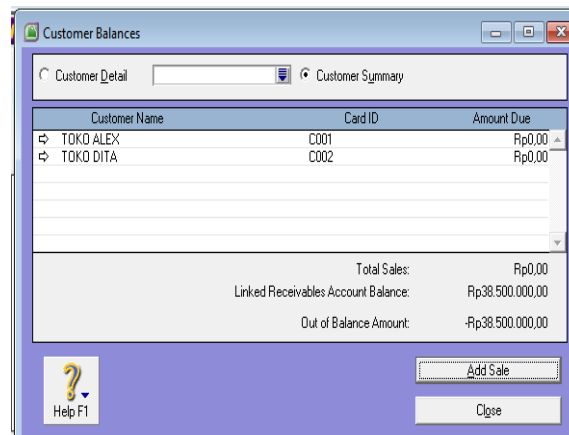 Customer Balances
Customer Detail Customer Summary
Customer Name Card ID Amount Due
TOKO ALEX C001 Rp0,00
TOKO DITA C002 Rp0,00
Total Sales: Rp0,00
Linked Receivables Account Balance: Rp38.500.000,00
Out of Balance Amount: -Rp38.500.000,00
Add Sale
Help F1
Close